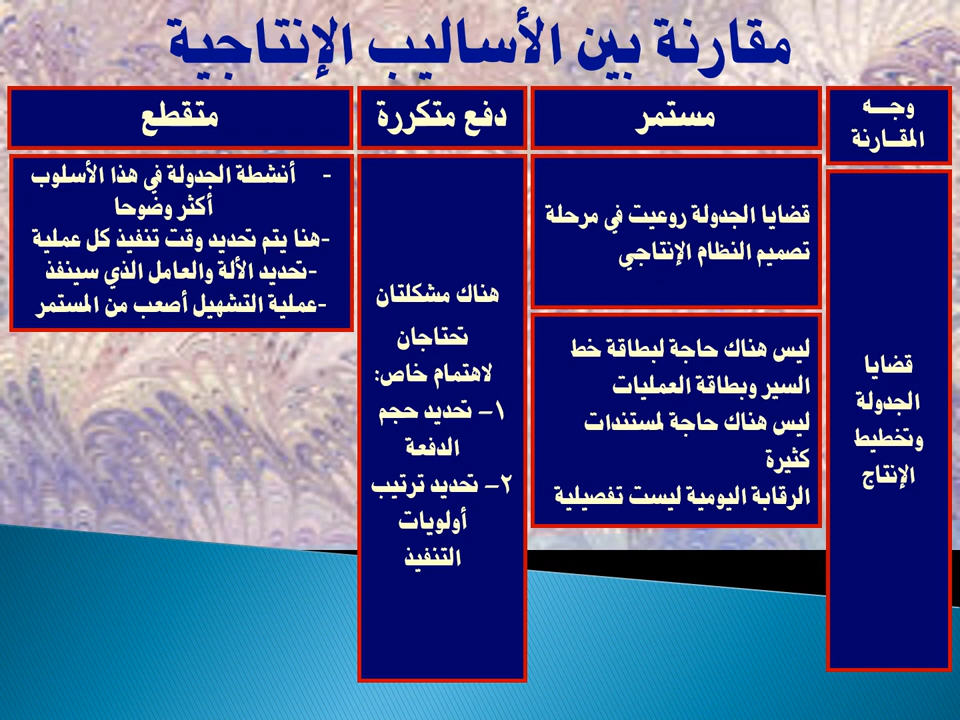 مقارنة بين الأساليب الإنتاجية
وجـــه
المقــارنة
مستمر
دفع متكررة
متقطع
قضايا
الجدولة
وتخطيط
الإنتاج
قضايا الجدولة روعيت في مرحلة
تصميم النظام الإنتاجي
ليس هناك حاجة لبطاقة خط
السير وبطاقة العمليات
ليس هناك حاجة لمستندات
كثيرة
الرقابة اليومية ليست تفصيلية
هناك مشكلتان
تحتاجان
لاهتمام خاص:
١- تحديد حجم
الدفعة
٢- تحديد ترتيب
أولويات
التنفيذ
- أنشطة الجدولة في هذا الأسلوب
أكثر وضوحا
-هنا يتم تحديد وقت تنفيذ كل عملية
-تحديد الألة والعامل الذي سينفذ
-عملية التشهيل أصعب من المستمر